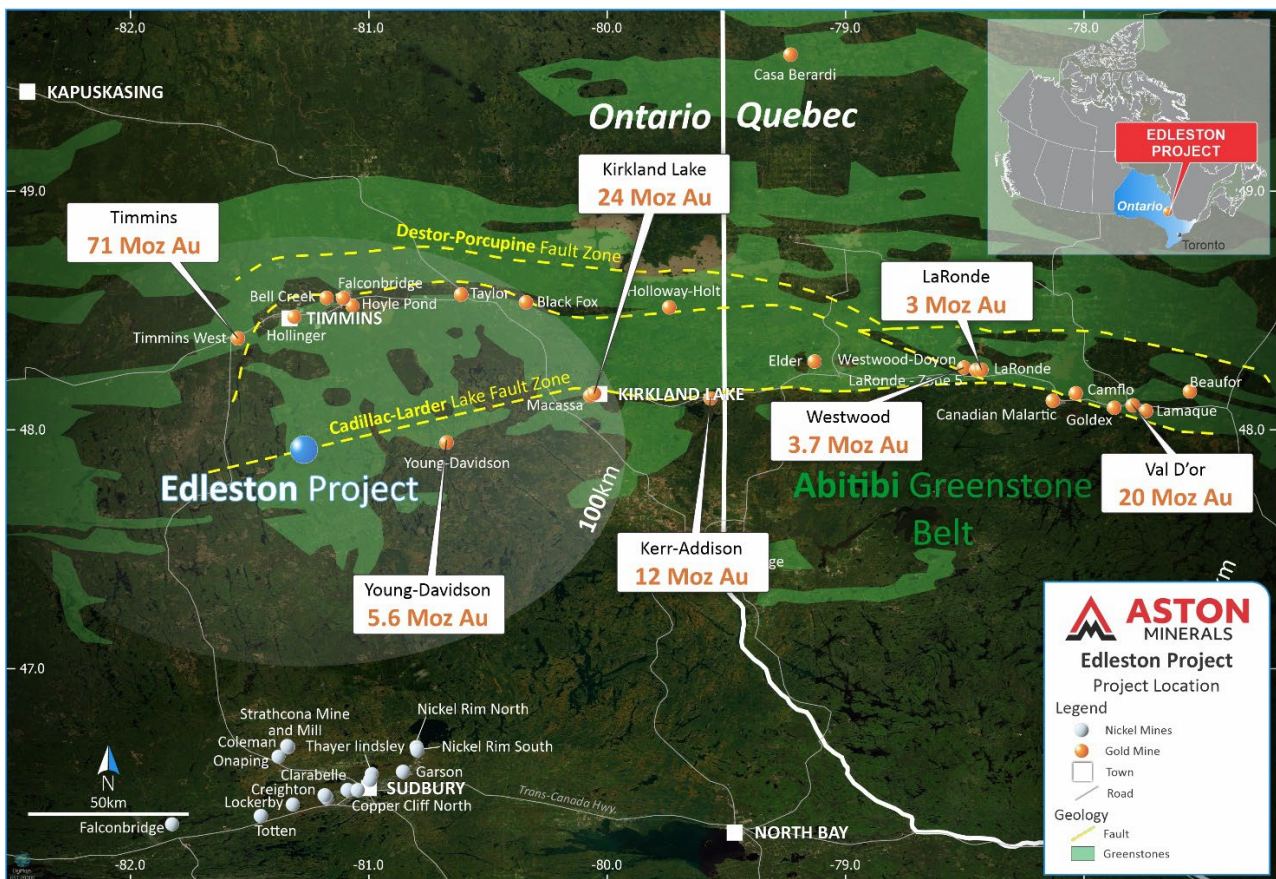 -82.0
-81.0
-80.0
-79.0
-78.0
KAPUSKASING
Casa Berardi
Ontario
Quebec
EDLESTON
PROJECT
Ontario
Toronto
49.0
49.0
Kirkland Lake
24 Moz Au
Timmins
71 Moz Au
Destor-Porcupine Fault Zone
LaRonde
3 Moz Au
Bell Creek
Falconbridge
Hoyle Pond
Taylor
Black Fox
Holloway-Holt
TIMMINS
Hollinger
Timmins West
Elder
Westwood-Doyon
LaRonde
LaRonde - Zone 5
Cadillac-Larder Lake Fault Zone
Macassa
KIRKLAND LAKE
Camflo
Beaufor
Canadian Malartic
Goldex
Lamaque
48.0
48.0
Westwood
3.7 Moz Au
Young-Davidson
Edleston Project
100km
Abitibi Greenstone
Belt
Val D'or
20 Moz Au
Kerr-Addison
12 Moz Au
Young-Davidson
5.6 Moz Au
47.0
ASTON
MINERALS
Edleston Project
Project Location
Legend
Nickel Mines
Gold Mine
Town
Road
Geology
Fault
Greenstones
Strathcona Mine
and Mill
Nickel Rim North
Coleman
Onaping
Thayer lindsley
Nickel Rim South
Clarabelle
Garson
Creighton
SUDBURY
Lockerby
Copper Cliff North
Totten
Falconbridge
N
50km
Trans-Canada Hwy.
NORTH BAY
-82.0
-81.0
-80.0
-79.0